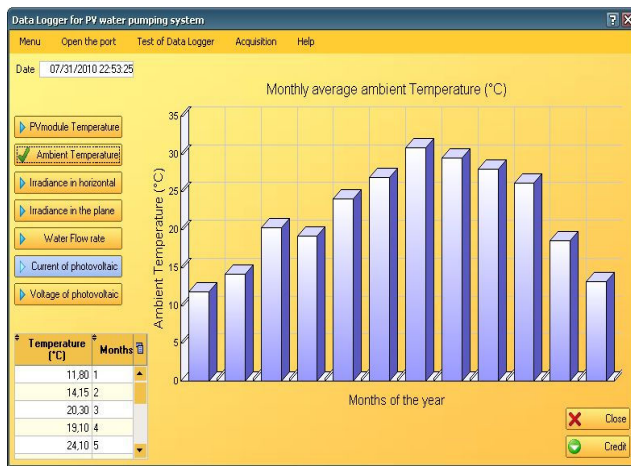 Data Logger for PV water pumping system
Menu Open the port Test of Data Logger Acquisition Help
Date 07/31/2010 22:53:25
Monthly average ambient Temperature (°C)
PVmodule Temperature
Ambient Temperature
Irradiance in horizontal
Irradiance in the plane
Water Flow rate
Current of photovoltaic
Voltage of photovoltaic
Ambient Temperature (°C)
35
30
25
20
15
10
5
0
Months of the year
Temperature (°C) Months
11,80 1
14,15 2
20,30 3
19,10 4
24,10 5
Close
Credit